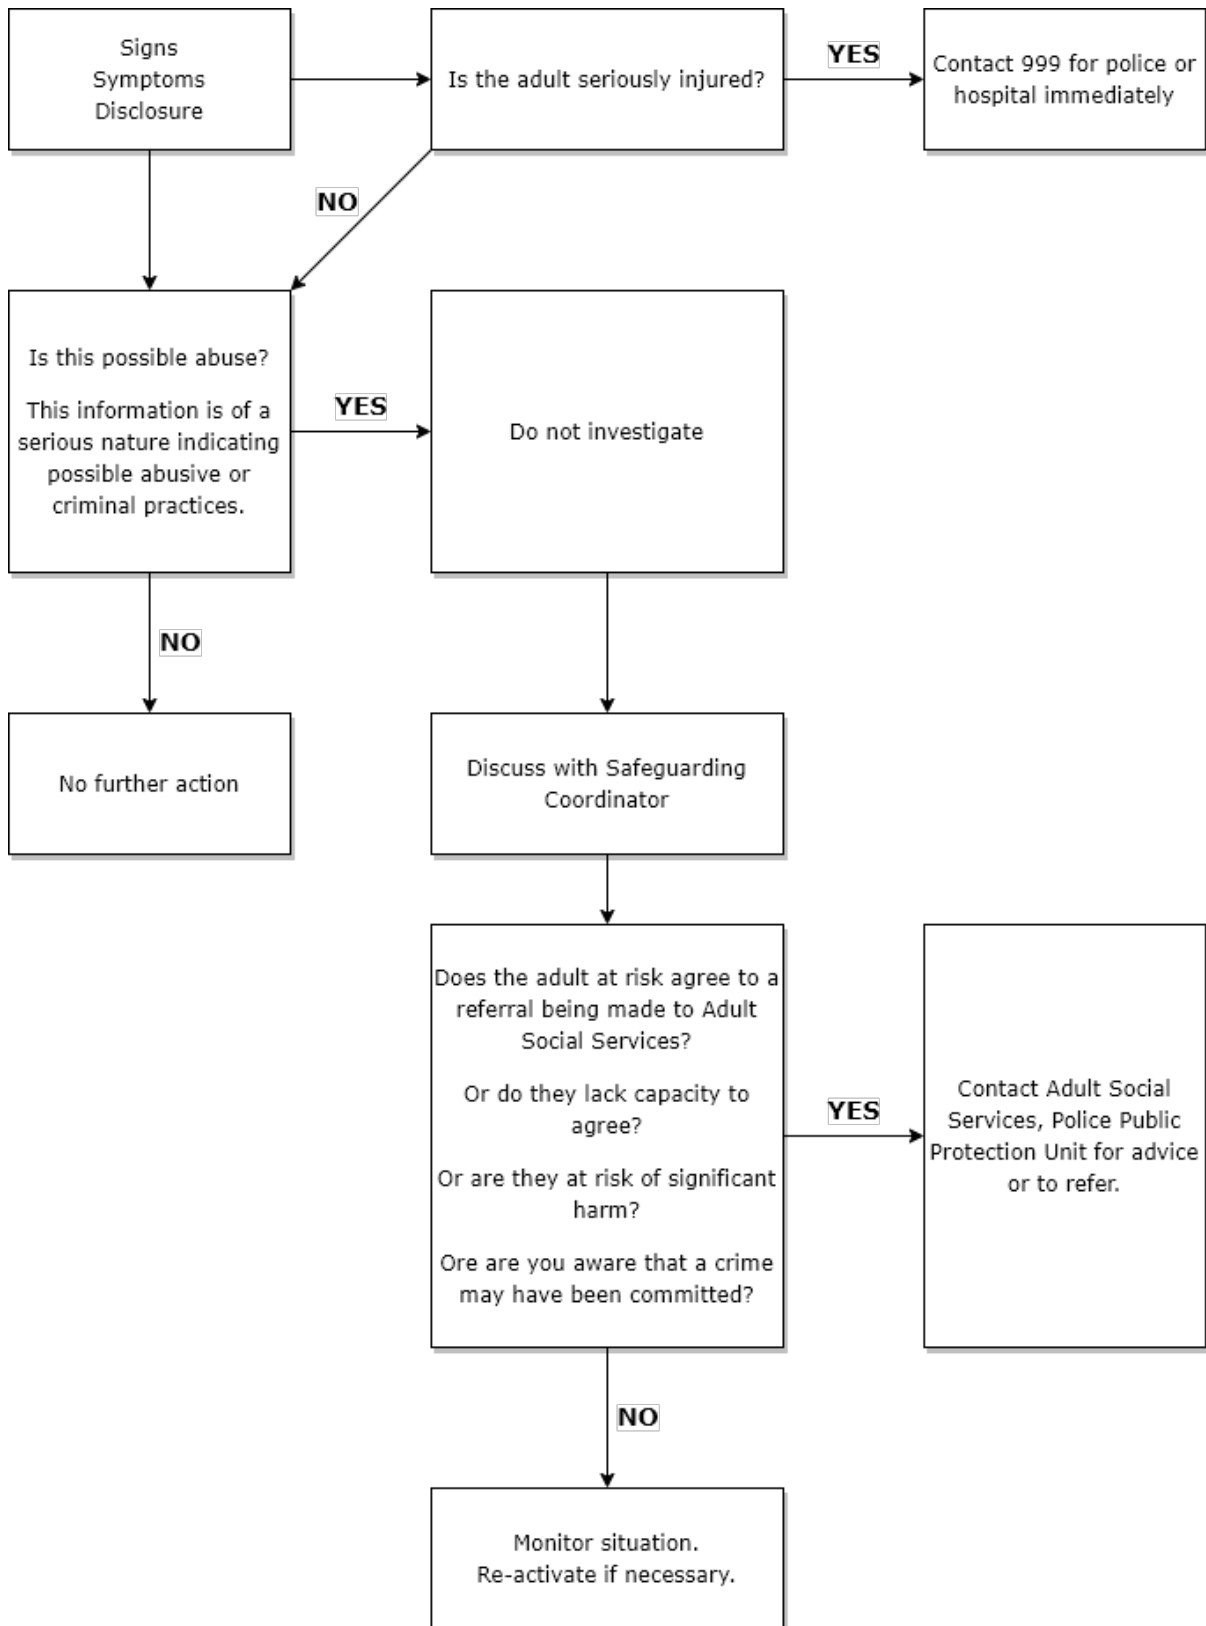 Signs
Symptoms
Disclosure
Is the adult seriously injured?
YES
Contact 999 for police or
hospital immediately
NO
Is this possible abuse?
This information is of a
serious nature indicating
possible abusive or
criminal practices.
YES
Do not investigate
NO
No further action
Discuss with Safeguarding
Coordinator
Does the adult at risk agree to a
referral being made to Adult
Social Services?
Or do they lack capacity to
agree?
Or are they at risk of significant
harm?
Ore are you aware that a crime
may have been committed?
YES
Contact Adult Social
Services, Police Public
Protection Unit for advice
or to refer.
NO
Monitor situation.
Re-activate if necessary.